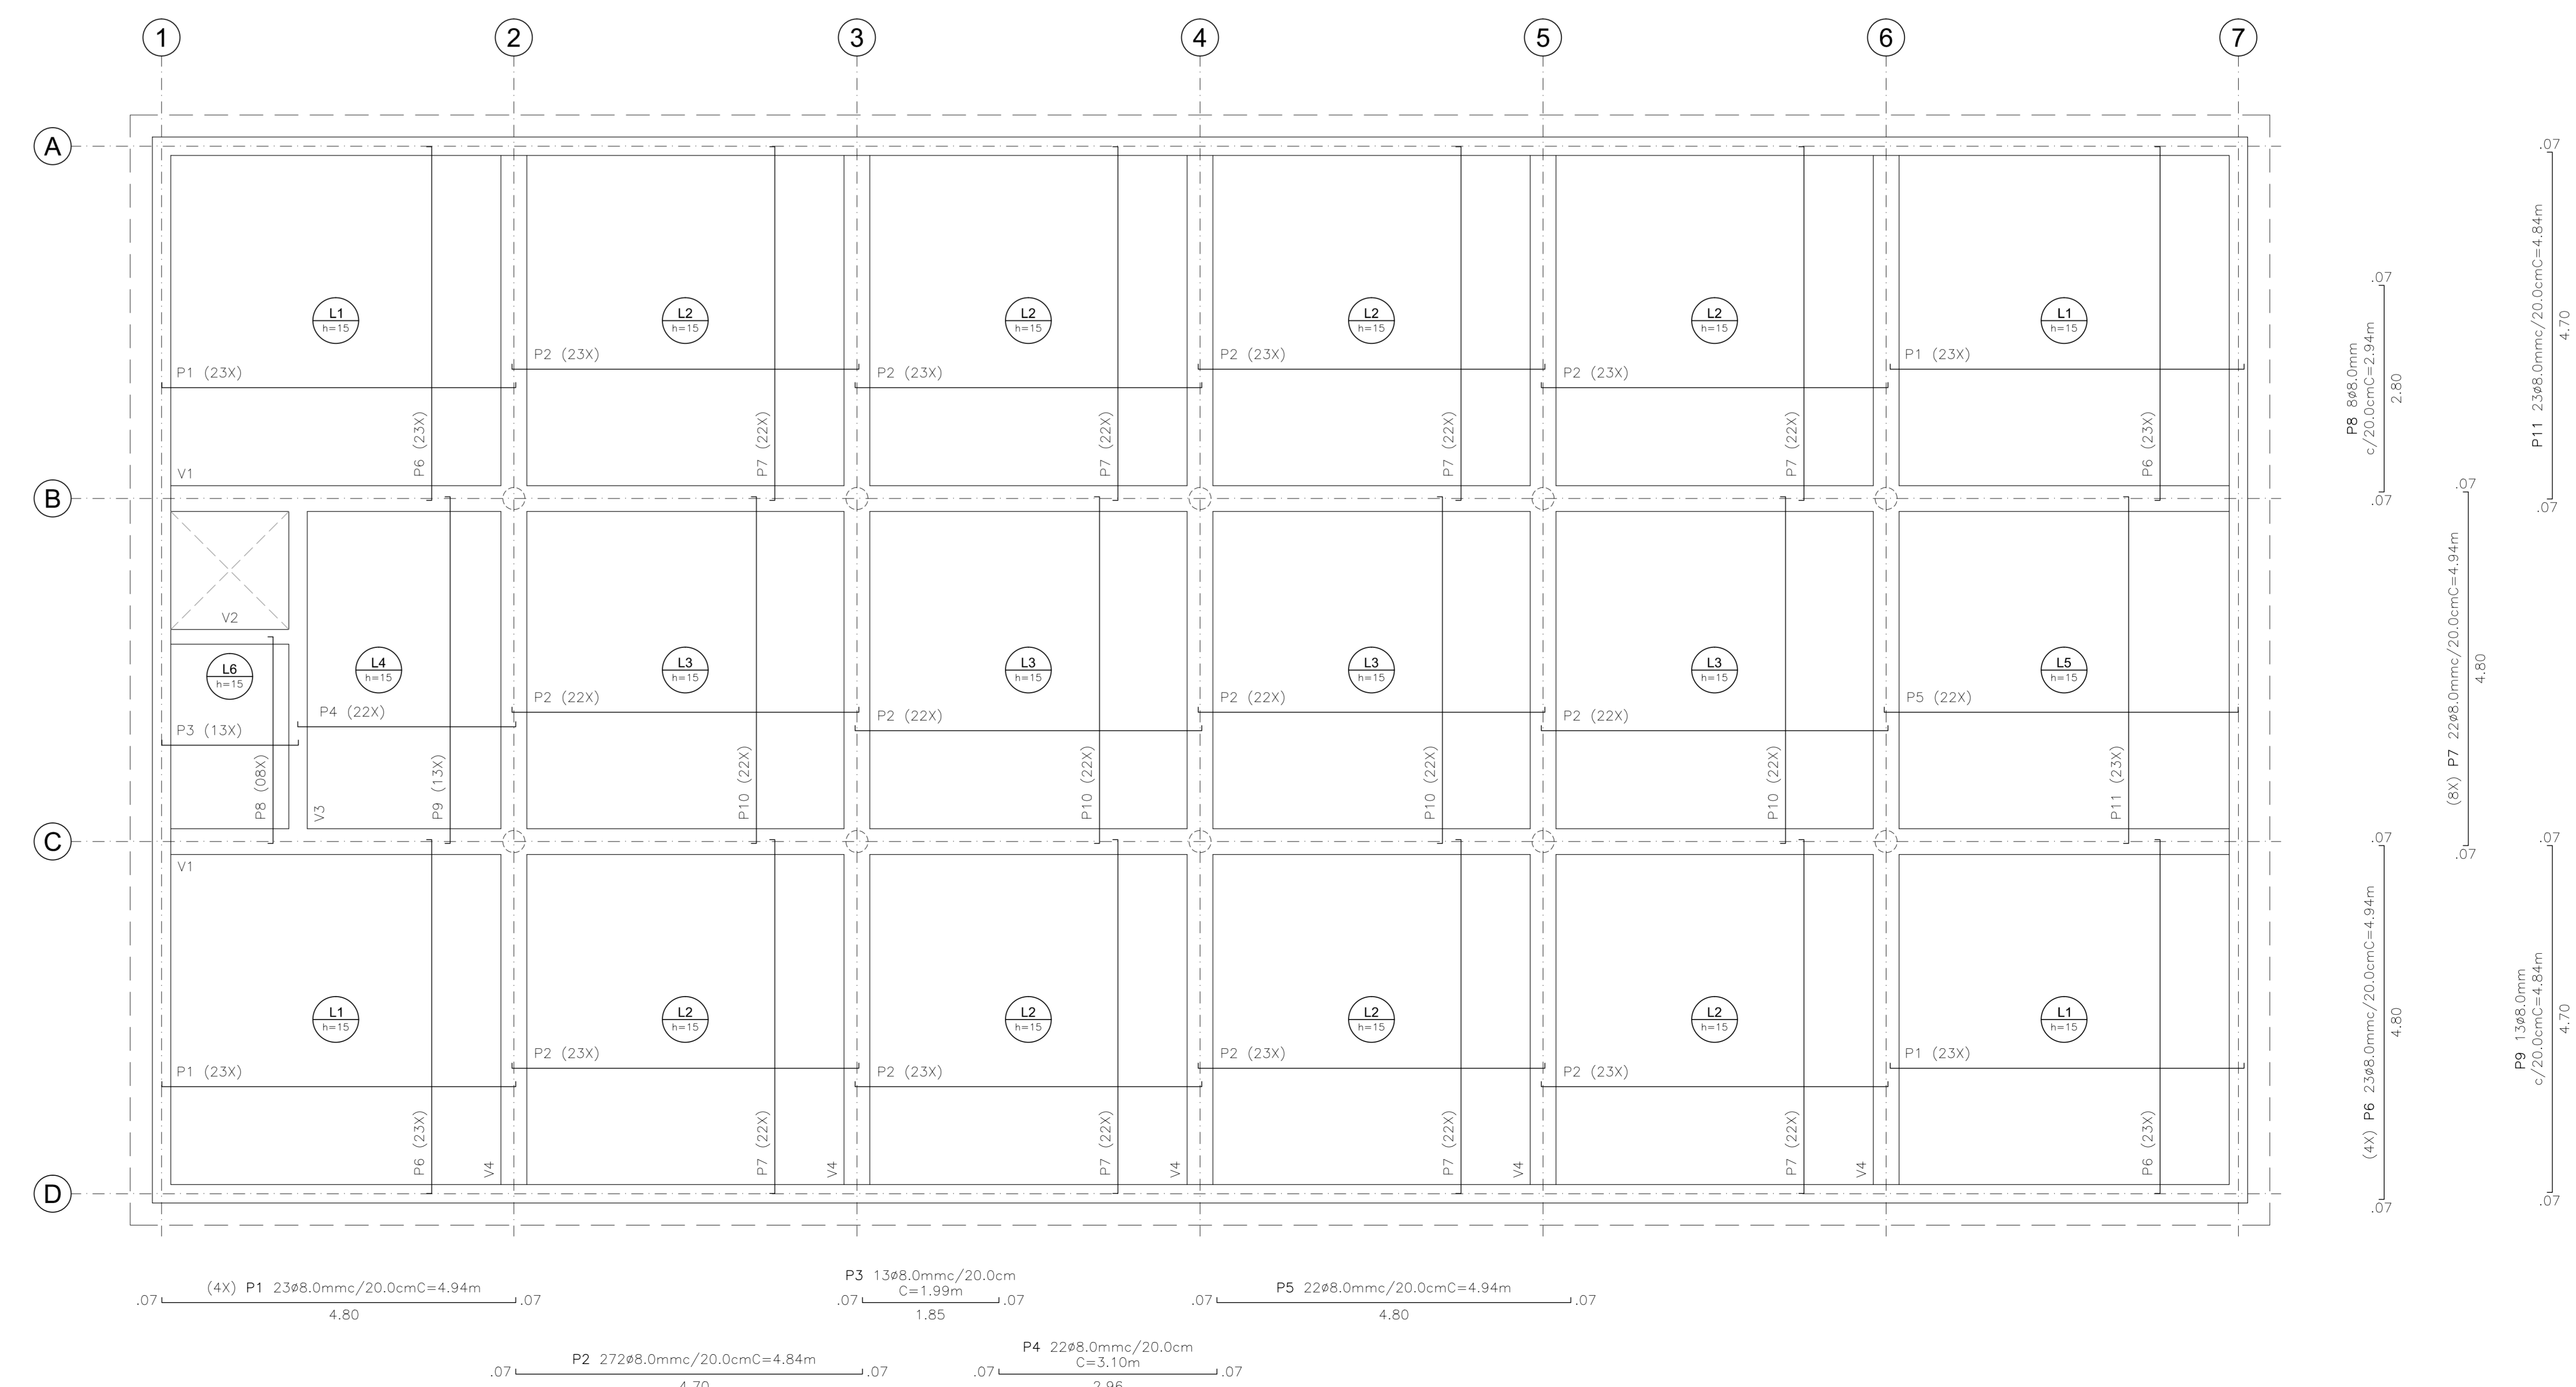 1 2 3 4 5 6 7
A
B
C
D
L1
h=15
L2
h=15
L2
h=15
L2
h=15
L2
h=15
L1
h=15
P1 (23X)
P2 (23X)
P2 (23X)
P2 (23X)
P2 (23X)
P1 (23X)
P6 (23X)
P7 (22X)
P7 (22X)
P7 (22X)
P7 (22X)
P6 (23X)
V1
V2
L6
h=15
L4
h=15
L3
h=15
L3
h=15
L3
h=15
L3
h=15
L5
h=15
P3 (13X)
P4 (22X)
P2 (22X)
P2 (22X)
P2 (22X)
P2 (22X)
P5 (22X)
P8 (08X)
P9 (13X)
P10 (22X)
P10 (22X)
P10 (22X)
P10 (22X)
P11 (23X)
V3
V1
L1
h=15
L2
h=15
L2
h=15
L2
h=15
L2
h=15
L1
h=15
P1 (23X)
P2 (23X)
P2 (23X)
P2 (23X)
P2 (23X)
P1 (23X)
P6 (23X)
P7 (22X)
P7 (22X)
P7 (22X)
P7 (22X)
P6 (23X)
V4
V4
V4
V4
V4
.07
P8 8ø8.0mm
c/20.0cmC=2.94m
2.80
.07
.07
P11 23ø8.0mmc/20.0cmC=4.84m
4.70
.07
.07
(8X) P7 22ø8.0mmc/20.0cmC=4.94m
4.80
.07
.07
(4X) P6 23ø8.0mmc/20.0cmC=4.94m
4.80
.07
.07
P9 13ø8.0mm
c/20.0cmC=4.84m
4.70
.07
(4X) P1 23ø8.0mmc/20.0cmC=4.94m
.07 .07
4.80
P3 13ø8.0mmc/20.0cm
C=1.99m
.07 .07
1.85
P5 22ø8.0mmc/20.0cmC=4.94m
.07 .07
4.80
P2 272ø8.0mmc/20.0cmC=4.84m
.07 .07
4.70
P4 22ø8.0mmc/20.0cm
C=3.10m
.07 .07
2.96